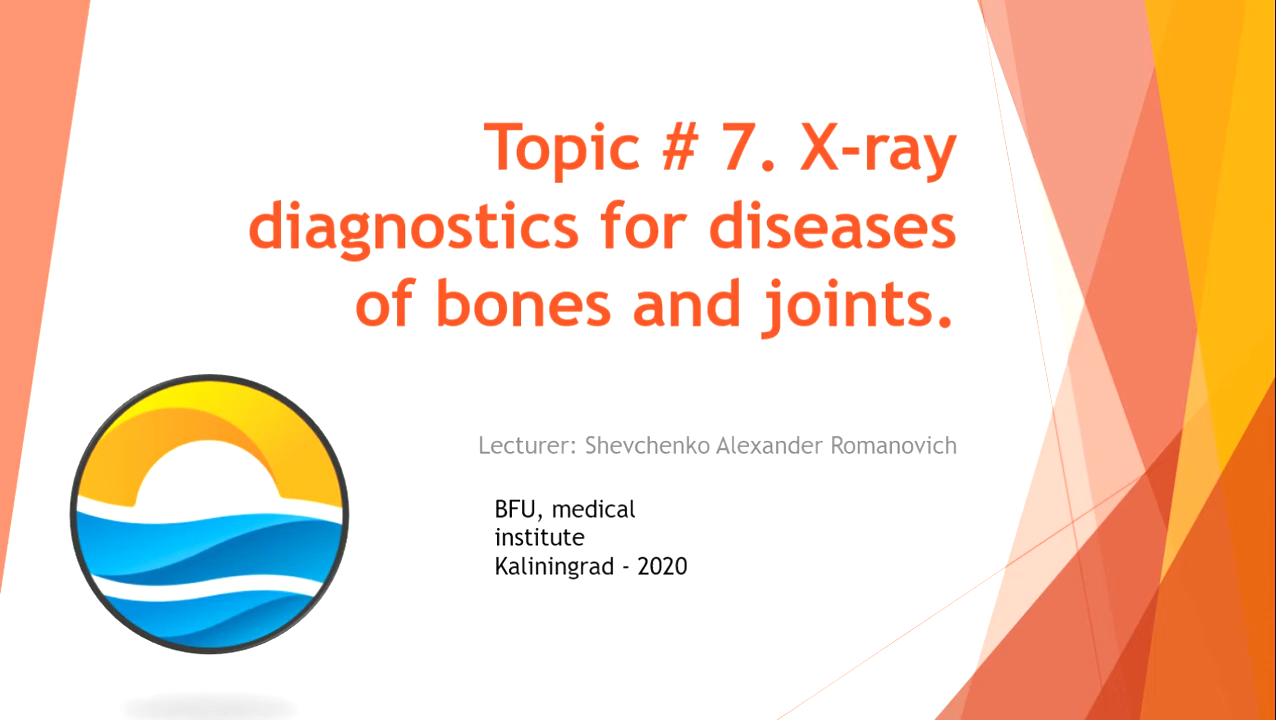 Topic # 7. X-ray
diagnostics for diseases
of bones and joints.
Lecturer: Shevchenko Alexander Romanovich
BFU, medical
institute
Kaliningrad - 2020